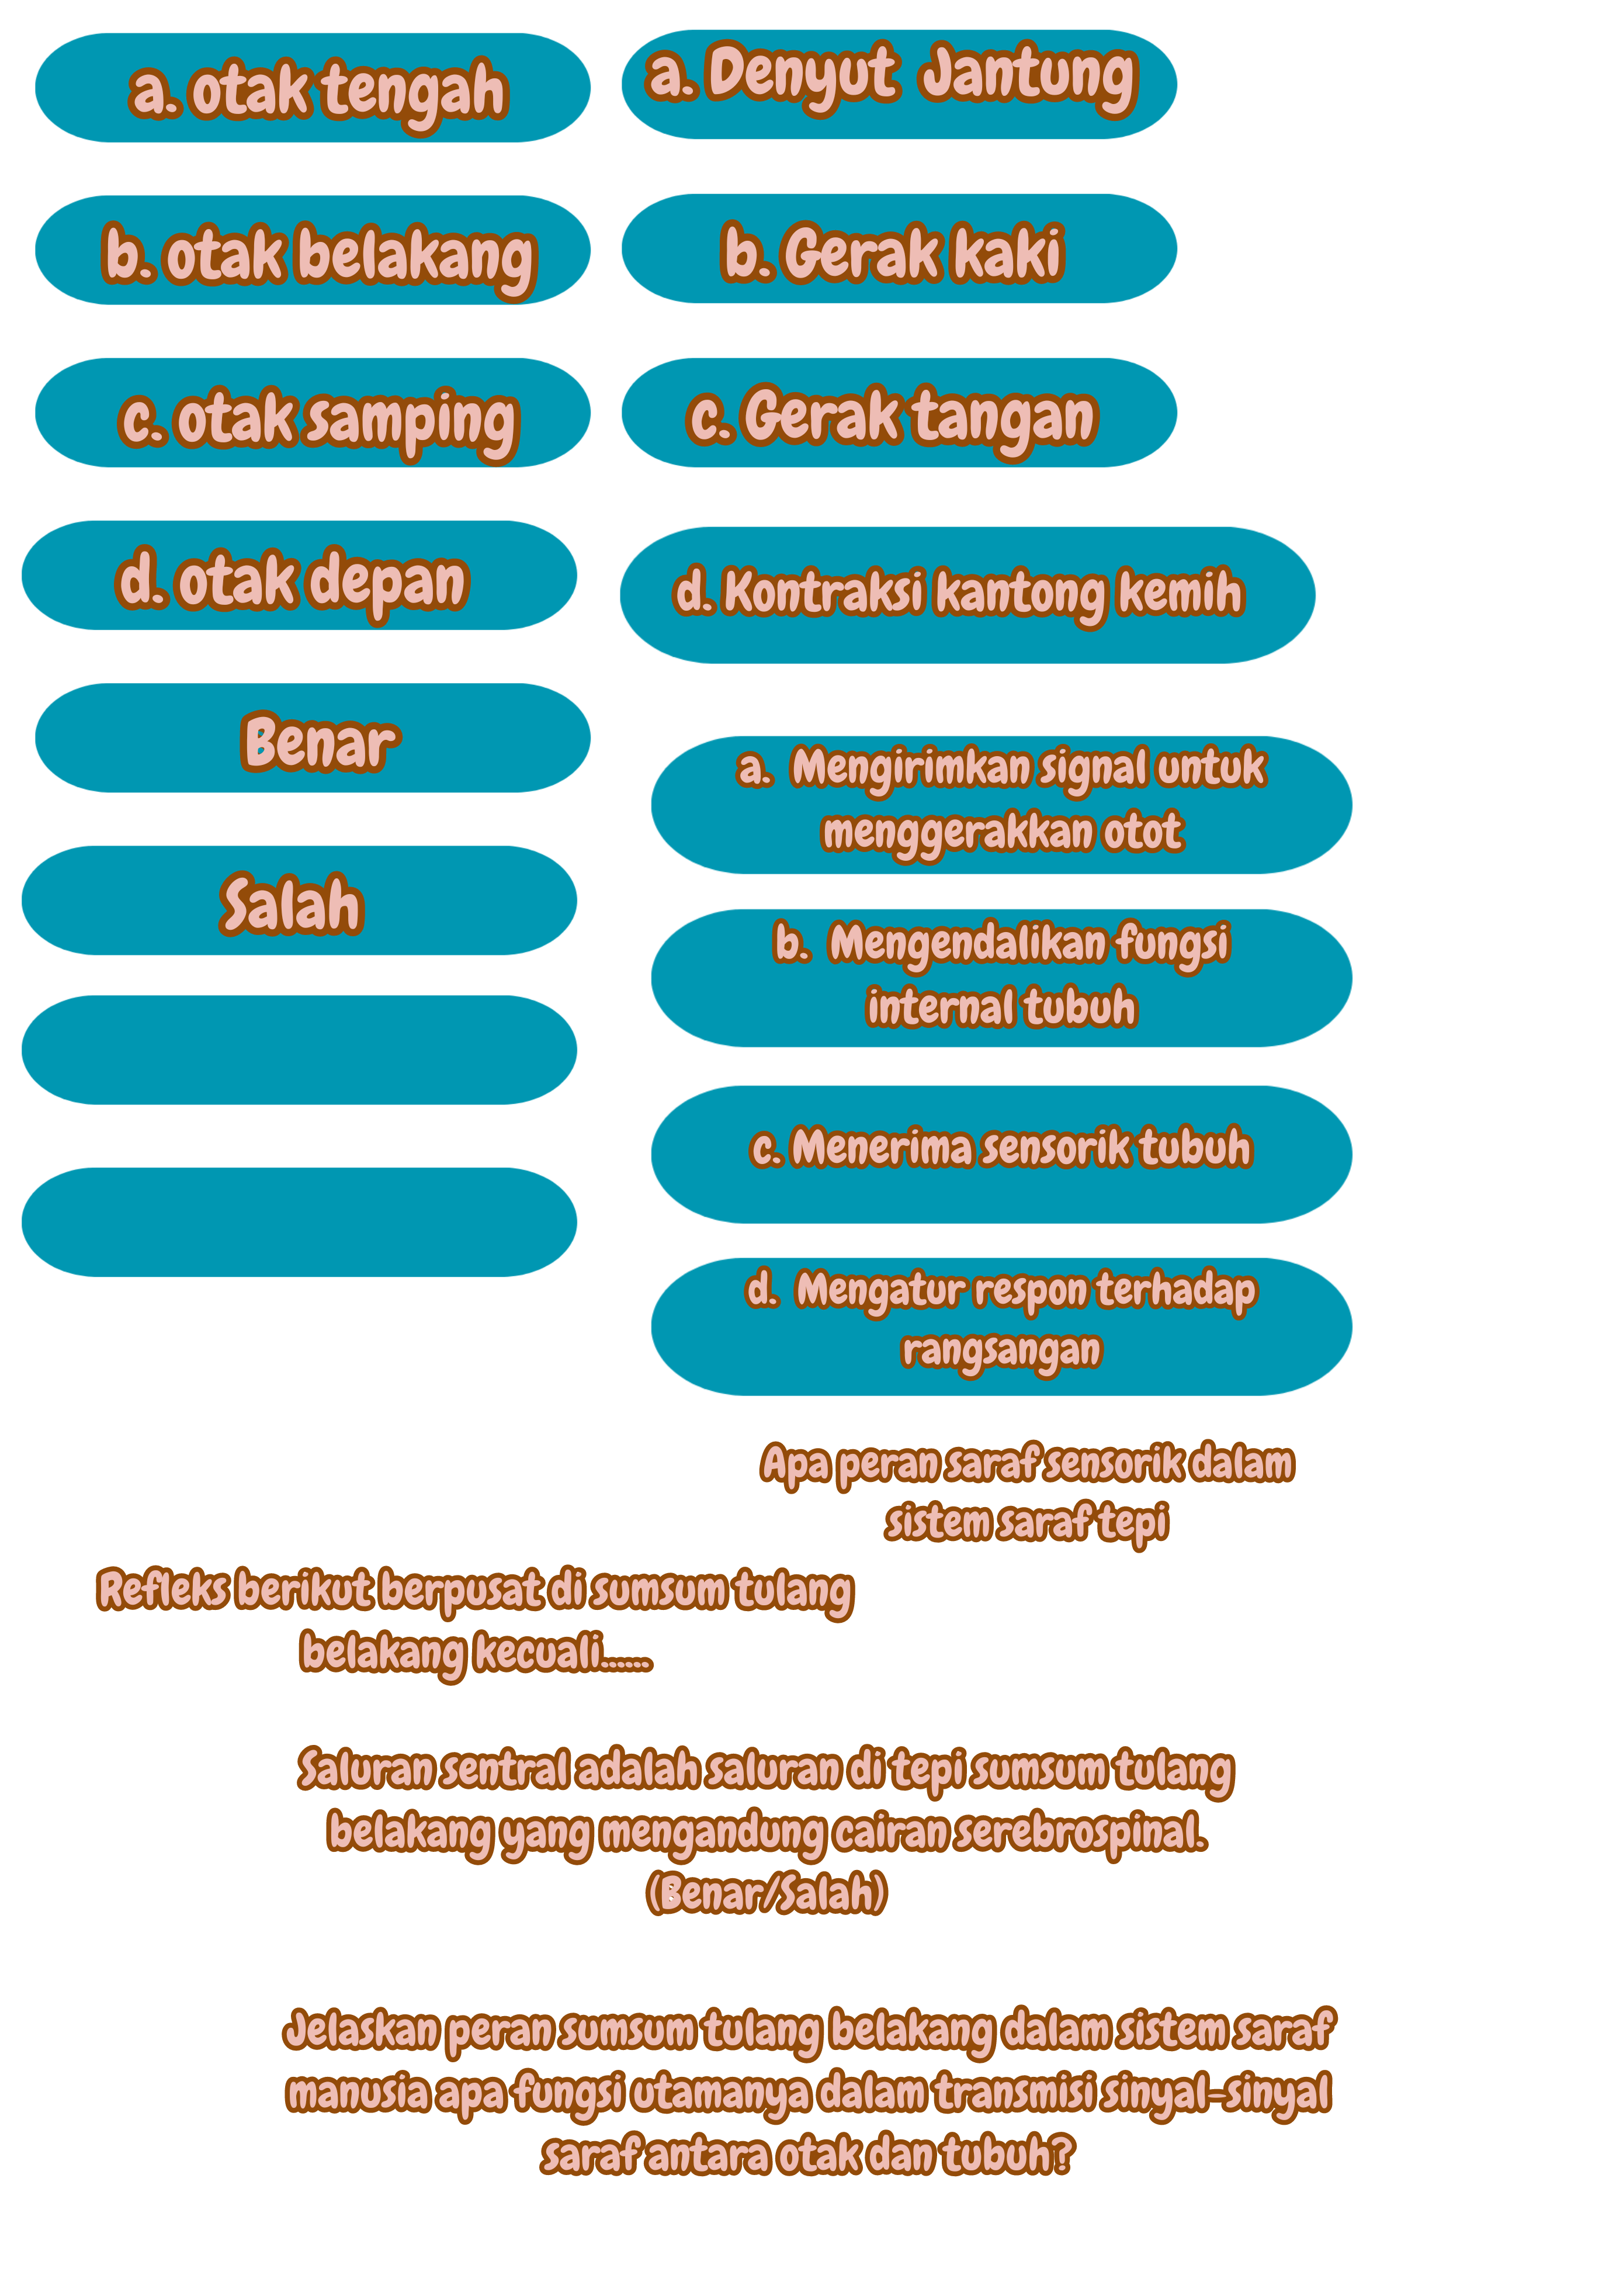 a. otak tengah
b. otak belakang
c. otak samping
d. otak depan
Benar
Salah
a. Denyut Jantung
b. Gerak kaki
c. Gerak tangan
d. Kontraksi kantong kemih
a. Mengirimkan signal untuk
menggerakkan otot
b. Mengendalikan fungsi
internal tubuh
c. Menerima sensorik tubuh
d. Mengatur respon terhadap
rangsangan
Apa peran saraf sensorik dalam
sistem saraf tepi
Refleks berikut berpusat di sumsum tulang
belakang kecuali.......
Saluran sentral adalah saluran di tepi sumsum tulang
belakang yang mengandung cairan serebrospinal.
(Benar/Salah)
Jelaskan peran sumsum tulang belakang dalam sistem saraf
manusia apa fungsi utamanya dalam transmisi sinyal-sinyal
saraf antara otak dan tubuh?